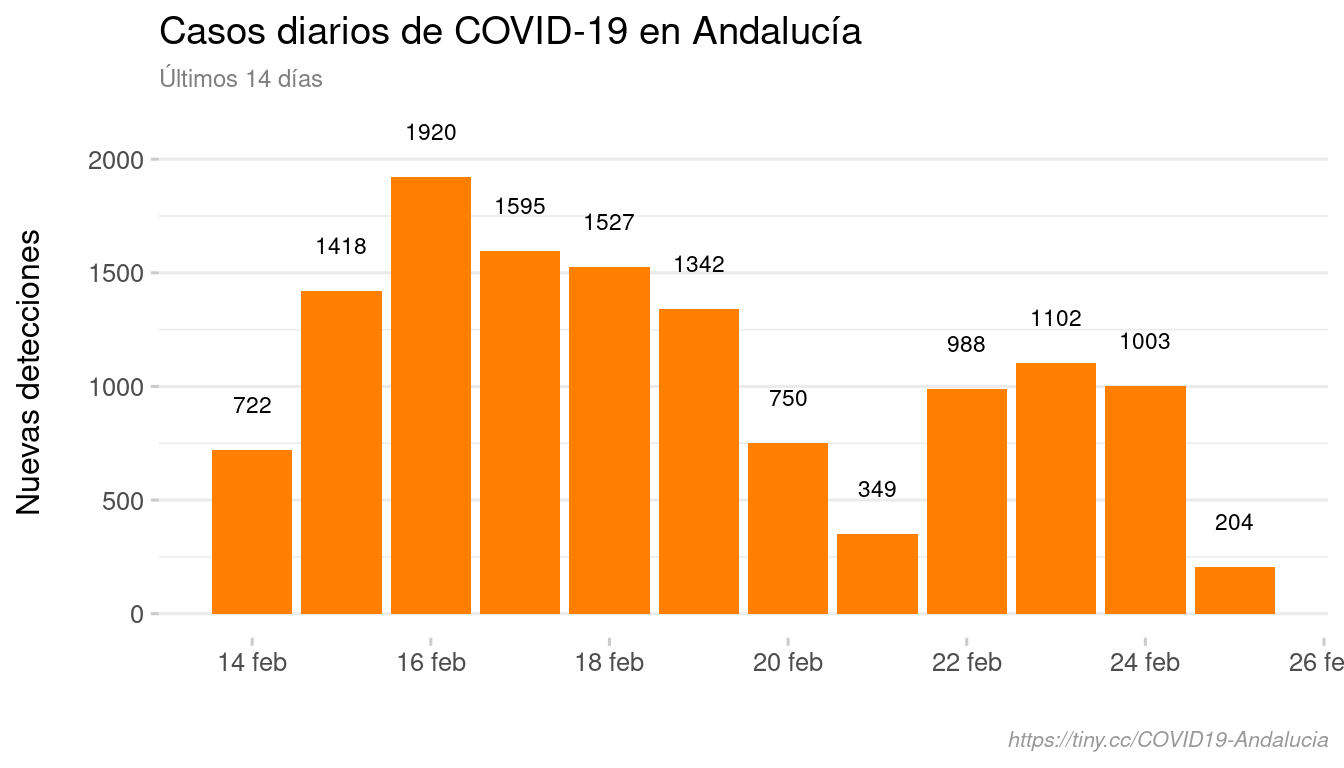 Casos diarios de COVID-19 en Andalucía
Últimos 14 días
Nuevas detecciones
2000
1500
1000
500
0
722
1418
1920
1595
1527
1342
750
349
988
1102
1003
204
14 feb
16 feb
18 feb
20 feb
22 feb
24 feb
26 fe
https://tiny.cc/COVID19-Andalucia